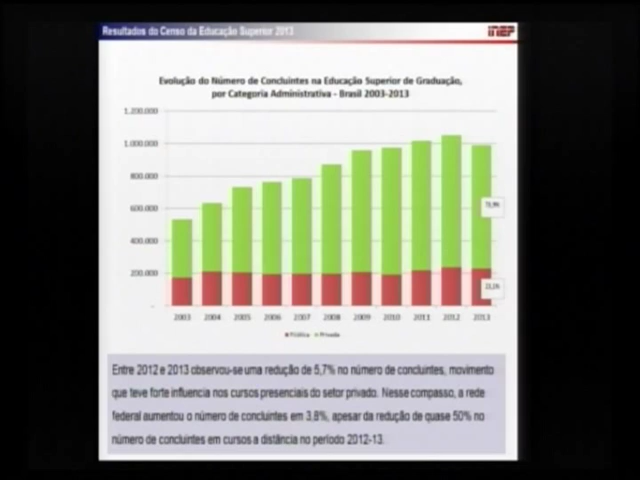 Resultados do Censo da Educação Superior 2013
inep
Evolução do Número de Concluintes na Educação Superior de Graduação,
por Categoria Administrativa - Brasil 2003-2013
1.200.000
1.000.000
800.000
600.000
400.000
200.000
-
2003 2004 2005 2006 2007 2008 2009 2010 2011 2012 2013
Pública Privada
Entre 2012 e 2013 observou-se uma redução de 5,7% no número de concluintes, movimento
que teve forte influencia nos cursos presenciais do setor privado. Nesse compasso, a rede
federal aumentou o número de concluintes em 3,8%, apesar da redução de quase 50% no
número de concluintes em cursos a distância no período 2012-13.